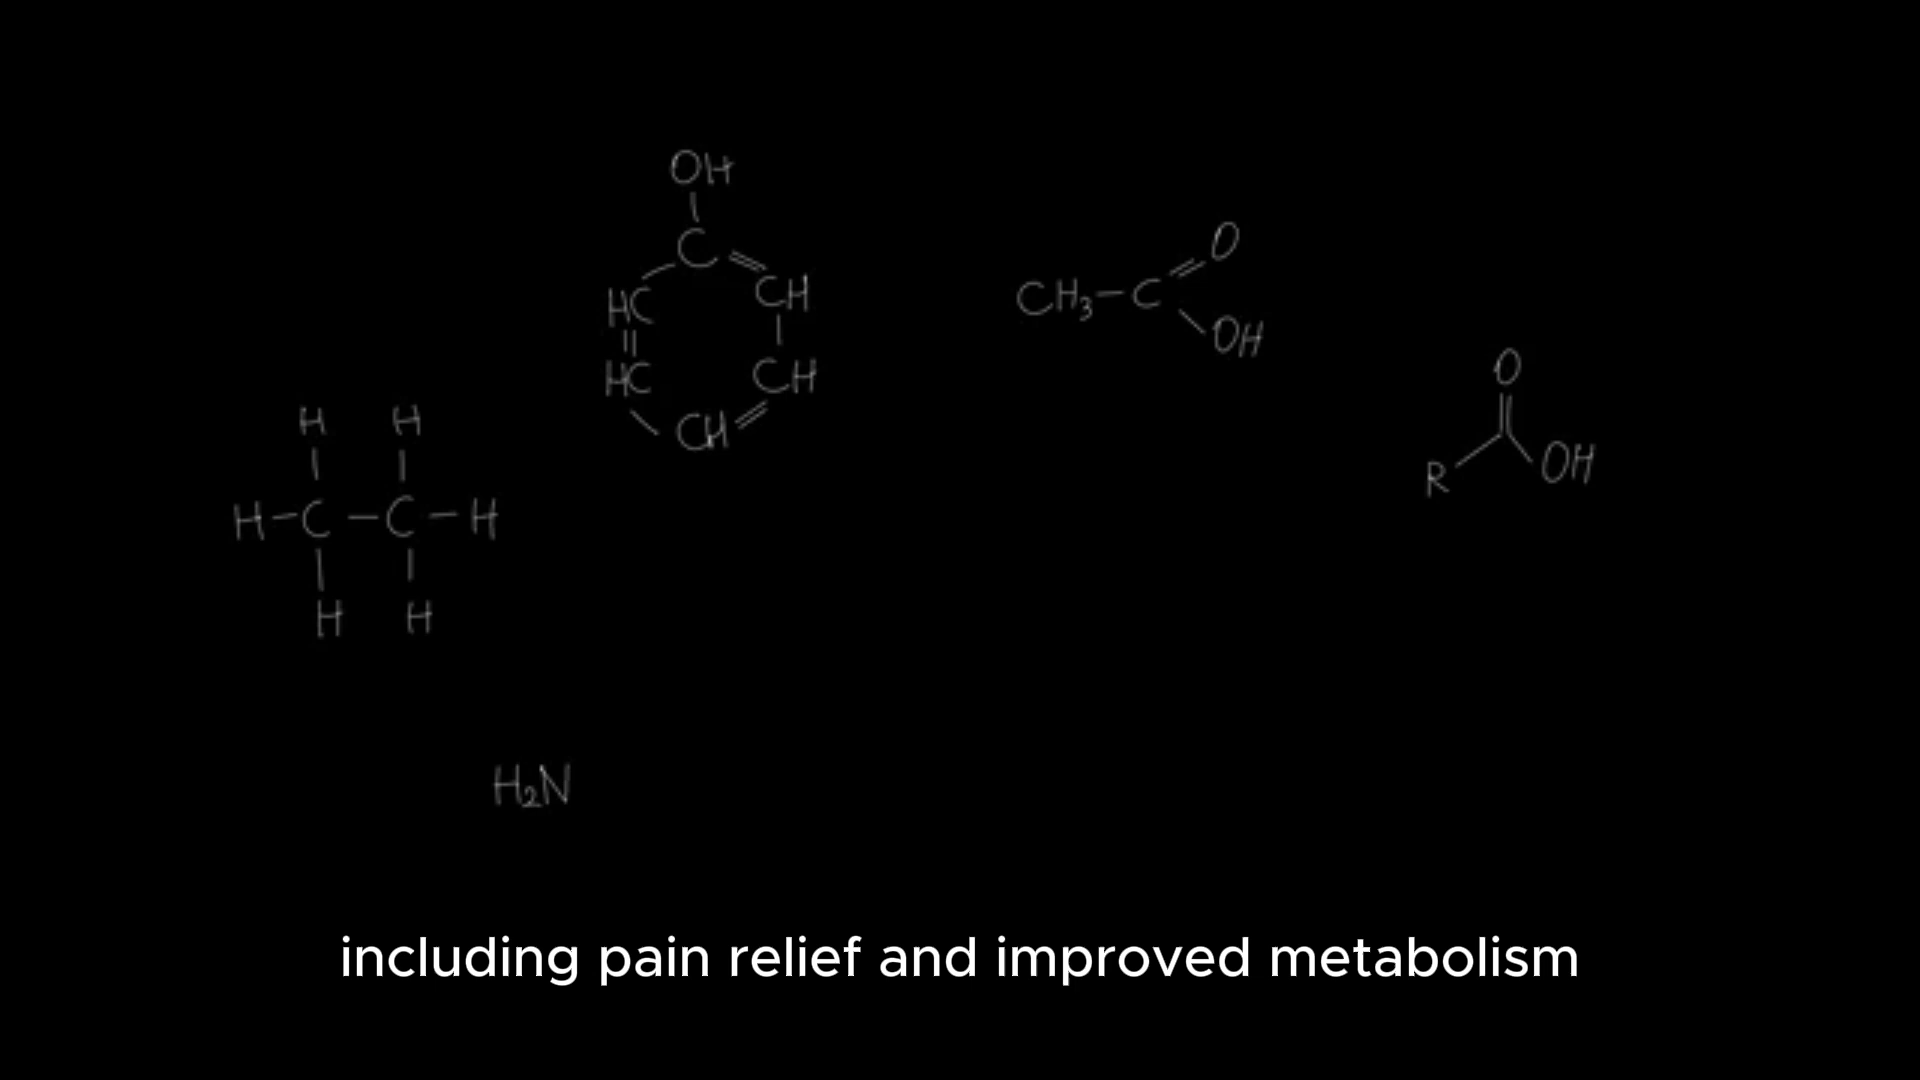 OH
C
HC CH
HC CH
CH
CH₃-C
O
OH
O
R OH
H H
H-C-C-H
H H
H₂N
including pain relief and improved metabolism